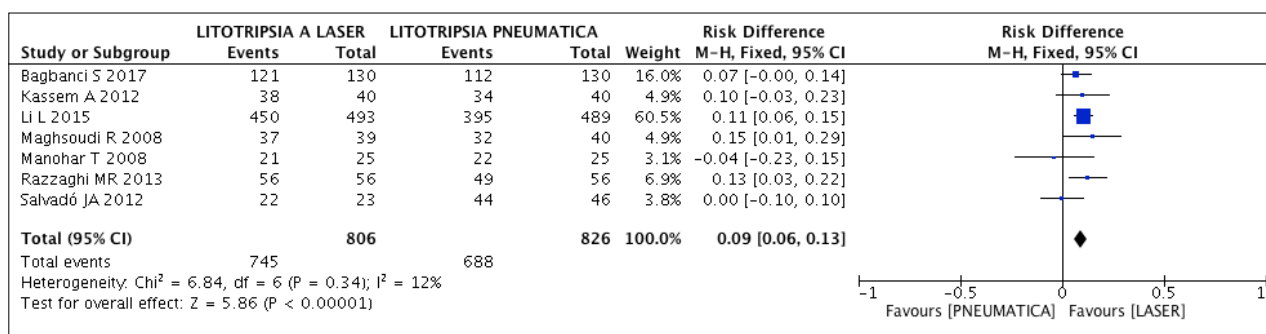 LITOTRIPSIA A LASER LITOTRIPSIA PNEUMATICA Risk Difference Risk Difference
Study or Subgroup Events Total Events Total Weight M-H, Fixed, 95% CI M-H, Fixed, 95% CI
Bagbanci S 2017 121 130 112 130 16.0% 0.07 [-0.00, 0.14]
Kassem A 2012 38 40 34 40 4.9% 0.10 [-0.03, 0.23]
Li L 2015 450 493 395 489 60.5% 0.11 [0.06, 0.15]
Maghsoudi R 2008 37 39 32 40 4.9% 0.15 [0.01, 0.29]
Manohar T 2008 21 25 22 25 3.1% -0.04 [-0.23, 0.15]
Razzaghi MR 2013 56 56 49 56 6.9% 0.13 [0.03, 0.22]
Salvadó JA 2012 22 23 44 46 3.8% 0.00 [-0.10, 0.10]
Total (95% CI) 806 826 100.0% 0.09 [0.06, 0.13]
Total events 745 688
Heterogeneity: Chi² = 6.84, df = 6 (P = 0.34); I² = 12%
Test for overall effect: Z = 5.86 (P < 0.00001)
-1 -0.5 0 0.5 1
Favours [PNEUMATICA] Favours [LASER]